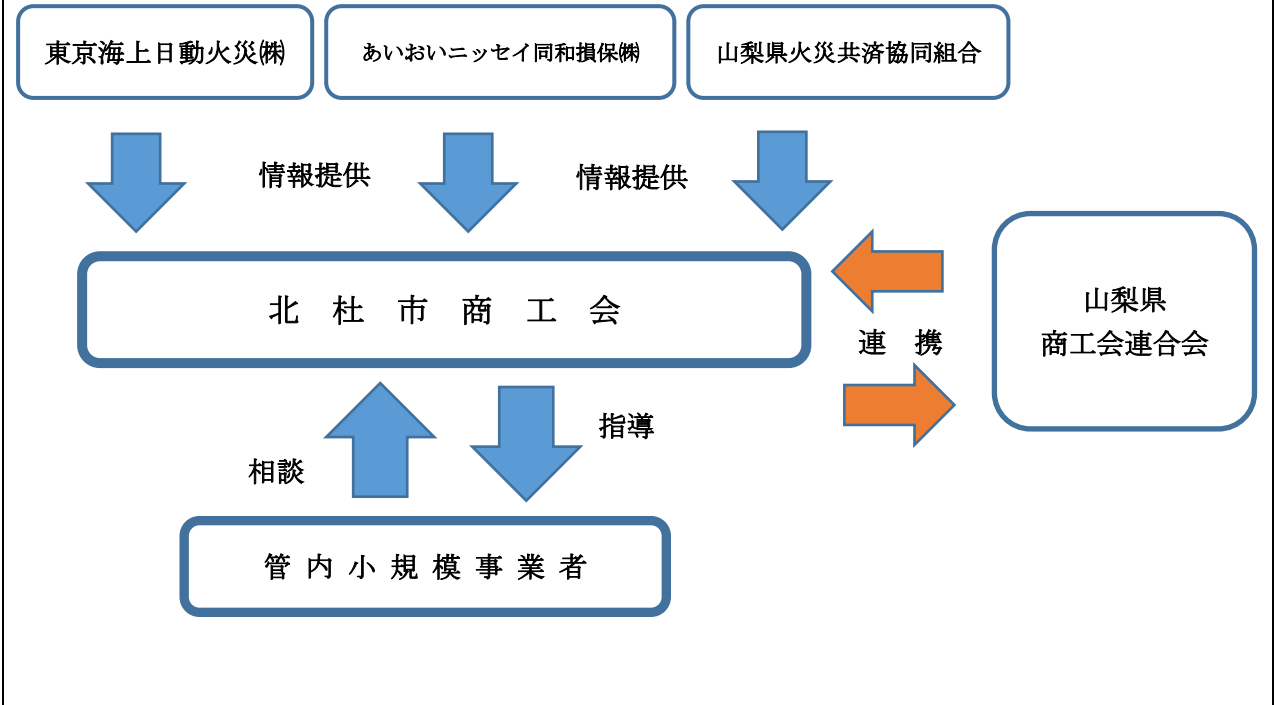 東京海上日動火災㈱
あいおいニッセイ同和損保㈱
山梨県火災共済協同組合
情報提供
情報提供
北 杜 市 商 工 会
山梨県
商工会連合会
連 携
指導
相談
管 内 小 規 模 事 業 者